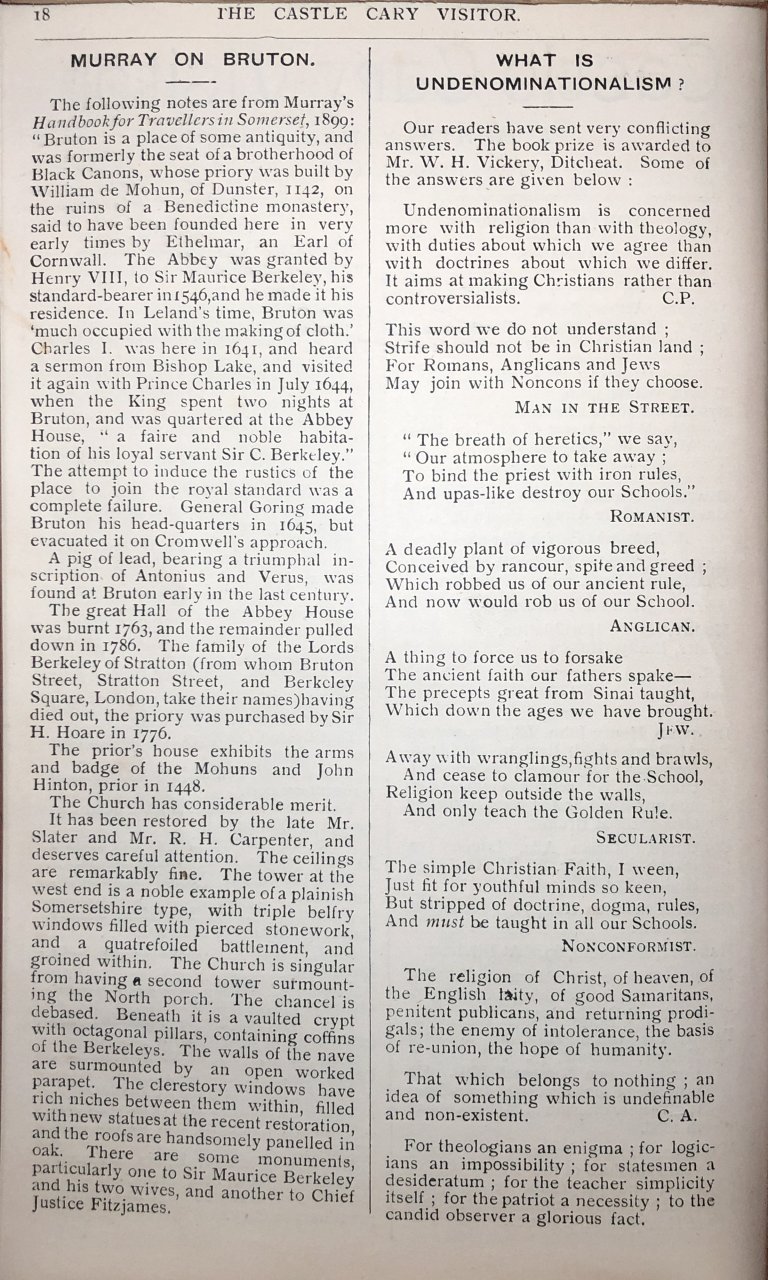 18
THE CASTLE CARY VISITOR.
MURRAY ON BRUTON.
The following notes are from Murray's
Handbook for Travellers in Somerset, 1899:
“Bruton is a place of some antiquity, and
was formerly the seat of a brotherhood of
Black Canons, whose priory was built by
William de Mohun, of Dunster, 1142, on
the ruins of a Benedictine monastery,
said to have been founded here in very
early times by Ethelmar, an Earl of
Cornwall. The Abbey was granted by
Henry VIII, to Sir Maurice Berkeley, his
standard-bearer in 1546, and he made it his
residence. In Leland's time, Bruton was
‘much occupied with the making of cloth.’
Charles I. was here in 1641, and heard
a sermon from Bishop Lake, and visited
it again with Prince Charles in July 1644,
when the King spent two nights at
Bruton, and was quartered at the Abbey
House, “ a faire and noble habita-
tion of his loyal servant Sir C. Berkeley.”
The attempt to induce the rustics of the
place to join the royal standard was a
complete failure. General Goring made
Bruton his head-quarters in 1645, but
evacuated it on Cromwell's approach.
A pig of lead, bearing a triumphal in-
scription of Antonius and Verus, was
found at Bruton early in the last century.
The great Hall of the Abbey House
was burnt 1763, and the remainder pulled
down in 1786. The family of the Lords
Berkeley of Stratton (from whom Bruton
Street, Stratton Street, and Berkeley
Square, London, take their names) having
died out, the priory was purchased by Sir
H. Hoare in 1776.
The prior's house exhibits the arms
and badge of the Mohuns and John
Hinton, prior in 1448.
The Church has considerable merit.
It has been restored by the late Mr.
Slater and Mr. R. H. Carpenter, and
deserves careful attention. The ceilings
are remarkably fine. The tower at the
west end is a noble example of a plainish
Somersetshire type, with triple belfry
windows filled with pierced stonework,
and a quatrefoiled battlement, and
groined within. The Church is singular
from having a second tower surmount-
ing the North porch. The chancel is
debased. Beneath it is a vaulted crypt
with octagonal pillars, containing coffins
of the Berkeleys. The walls of the nave
are surmounted by an open worked
parapet. The clerestory windows have
rich niches between them within, filled
with new statues at the recent restoration,
and the roofs are handsomely panelled in
oak. There are some monuments,
particularly one to Sir Maurice Berkeley
and his two wives, and another to Chief
Justice Fitzjames.
WHAT IS
UNDENOMINATIONALISM ?
Our readers have sent very conflicting
answers. The book prize is awarded to
Mr. W. H. Vickery, Ditcheat. Some of
the answers are given below :
Undenominationalism is concerned
more with religion than with theology,
with duties about which we agree than
with doctrines about which we differ.
It aims at making Christians rather than
controversialists. C.P.
This word we do not understand ;
Strife should not be in Christian land ;
For Romans, Anglicans and Jews
May join with Noncons if they choose.
MAN IN THE STREET.
“ The breath of heretics,” we say,
“ Our atmosphere to take away ;
To bind the priest with iron rules,
And upas-like destroy our Schools.”
ROMANIST.
A deadly plant of vigorous breed,
Conceived by rancour, spite and greed ;
Which robbed us of our ancient rule,
And now would rob us of our School.
ANGLICAN.
A thing to force us to forsake
The ancient faith our fathers spake—
The precepts great from Sinai taught,
Which down the ages we have brought.
JEW.
Away with wranglings, fights and brawls,
And cease to clamour for the School,
Religion keep outside the walls,
And only teach the Golden Rule.
SECULARIST.
The simple Christian Faith, I ween,
Just fit for youthful minds so keen,
But stripped of doctrine, dogma, rules,
And must be taught in all our Schools.
NONCONFORMIST.
The religion of Christ, of heaven, of
the English laity, of good Samaritans,
penitent publicans, and returning prodi-
gals; the enemy of intolerance, the basis
of re-union, the hope of humanity.
That which belongs to nothing ; an
idea of something which is undefinable
and non-existent. C. A.
For theologians an enigma ; for logic-
ians an impossibility ; for statesmen a
desideratum ; for the teacher simplicity
itself ; for the patriot a necessity ; to the
candid observer a glorious fact.